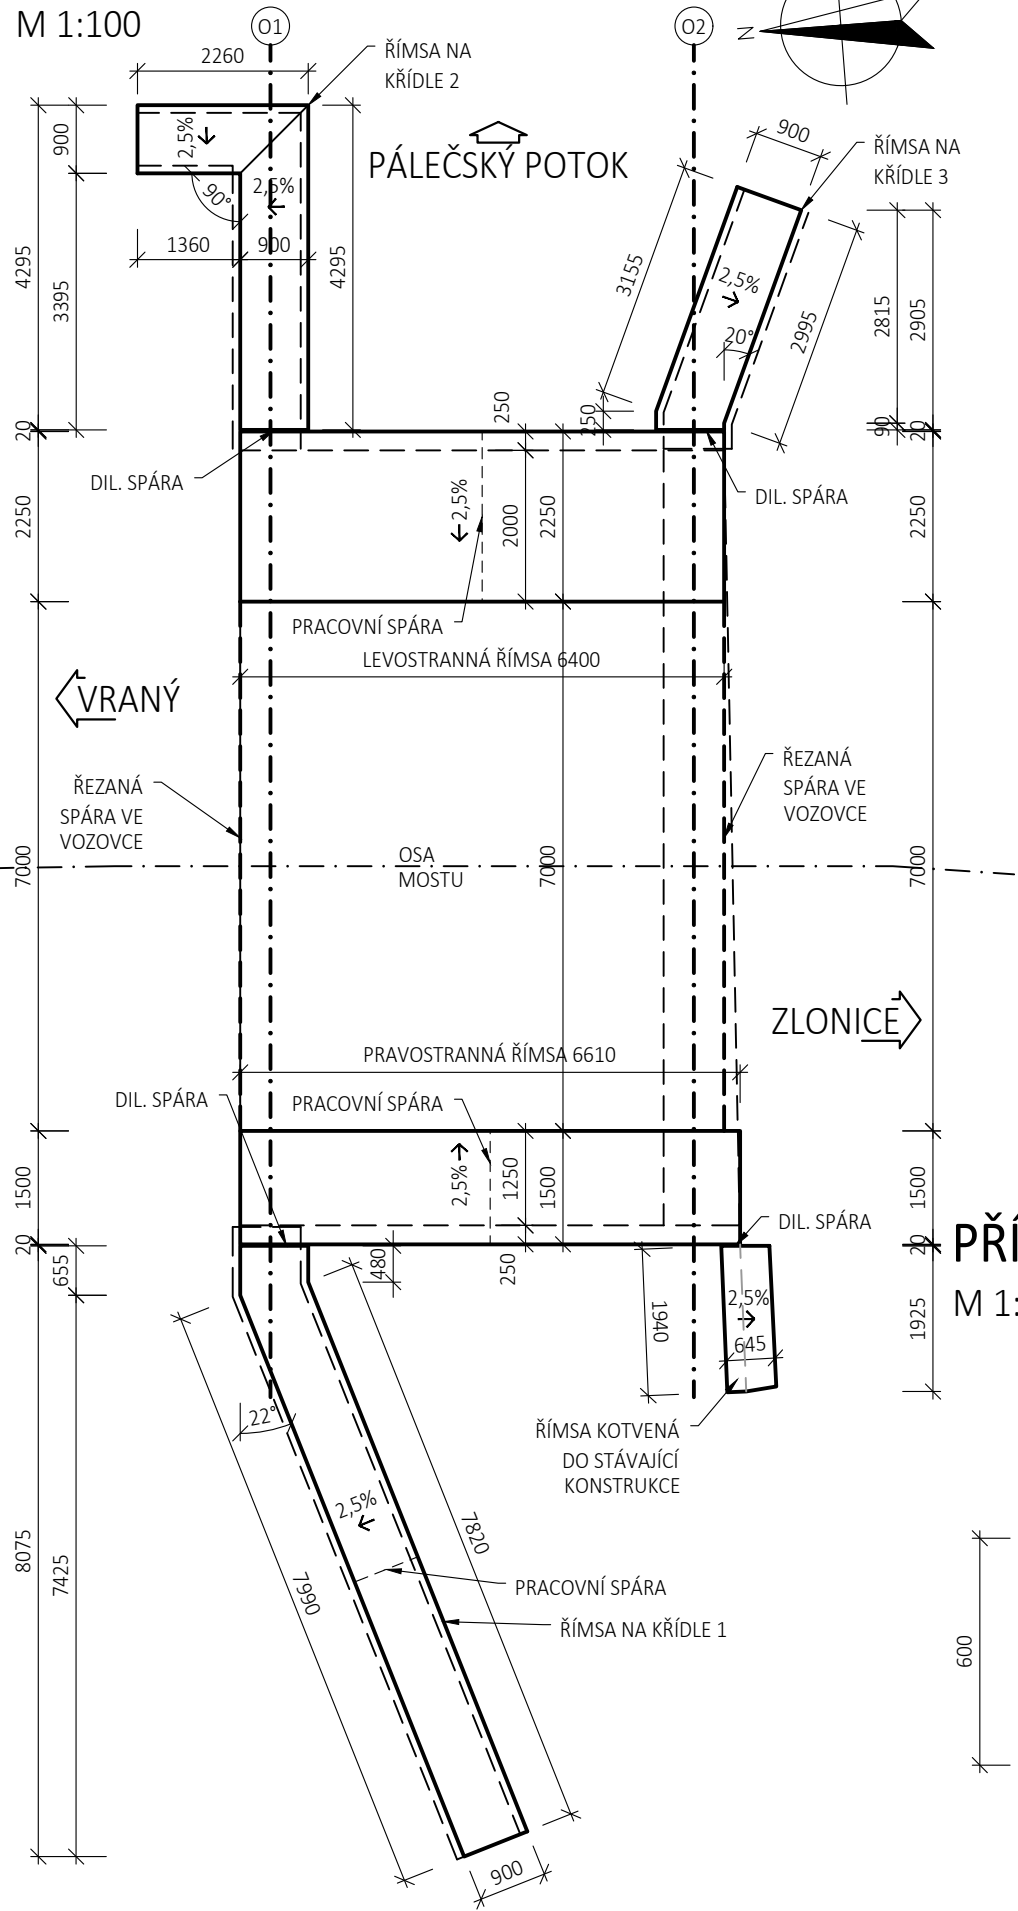 M 1:100
O1
O2
N
2260
ŘÍMSA NA
KŘÍDLE 2
900
2,5%
PÁLEČSKÝ POTOK
900
ŘÍMSA NA
KŘÍDLE 3
90°
2,5%
1360
900
4295
3395
4295
3155
2,5%
20°
2995
2815
2905
250
250
90
20
20
DIL. SPÁRA
DIL. SPÁRA
2250
2,5%
2000
2250
2250
PRACOVNÍ SPÁRA
LEVOSTRANNÁ ŘÍMSA 6400
VRANÝ
ŘEZANÁ
SPÁRA VE
VOZOVCE
ŘEZANÁ
SPÁRA VE
VOZOVCE
OSA
MOSTU
7000
7000
7000
ZLONICE
PRAVOSTRANNÁ ŘÍMSA 6610
DIL. SPÁRA
PRACOVNÍ SPÁRA
1500
2,5%
1250
1500
1500
DIL. SPÁRA
20
655
480
250
20
PŘÍ
M 1:
1940
2,5%
645
1925
22°
ŘÍMSA KOTVENÁ
DO STÁVAJÍCÍ
KONSTRUKCE
2,5%
7820
8075
7425
7990
PRACOVNÍ SPÁRA
ŘÍMSA NA KŘÍDLE 1
600
900